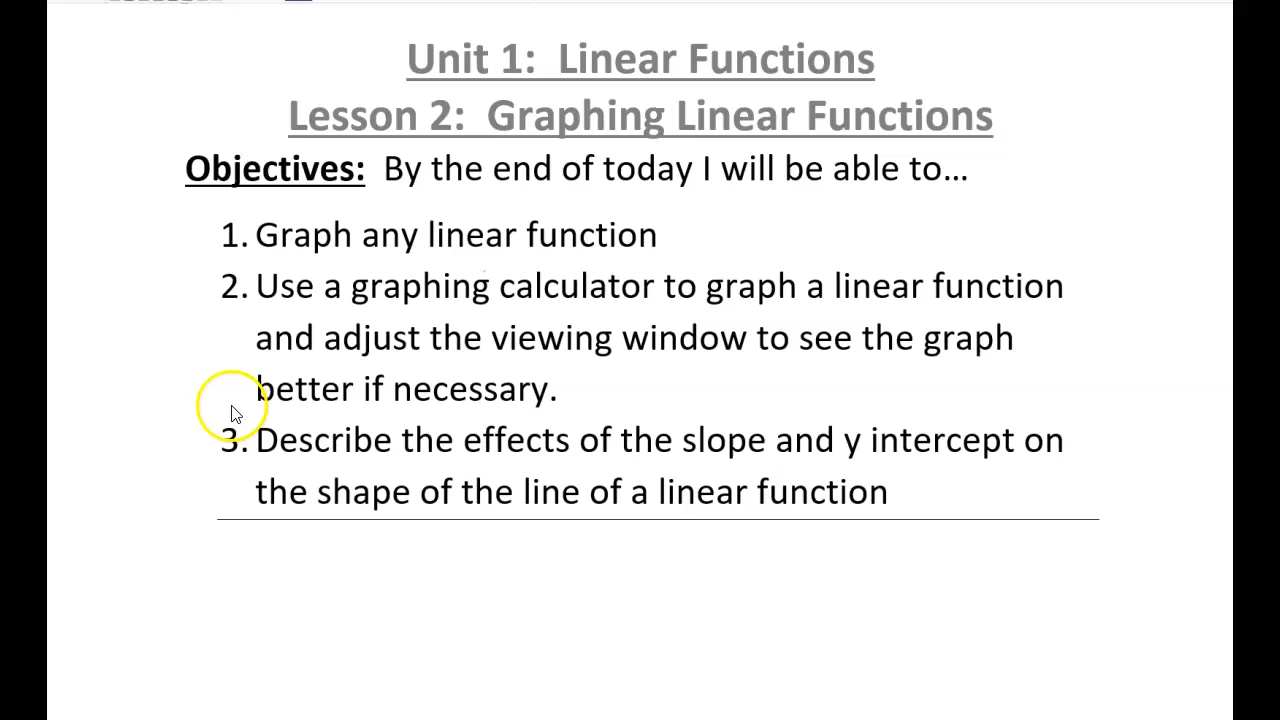 Unit 1:  Linear Functions
Lesson 2:  Graphing Linear Functions
Objectives:  By the end of today I will be able to...
1. Graph any linear function
2. Use a graphing calculator to graph a linear function
and adjust the viewing window to see the graph
better if necessary.
3. Describe the effects of the slope and y intercept on
the shape of the line of a linear function